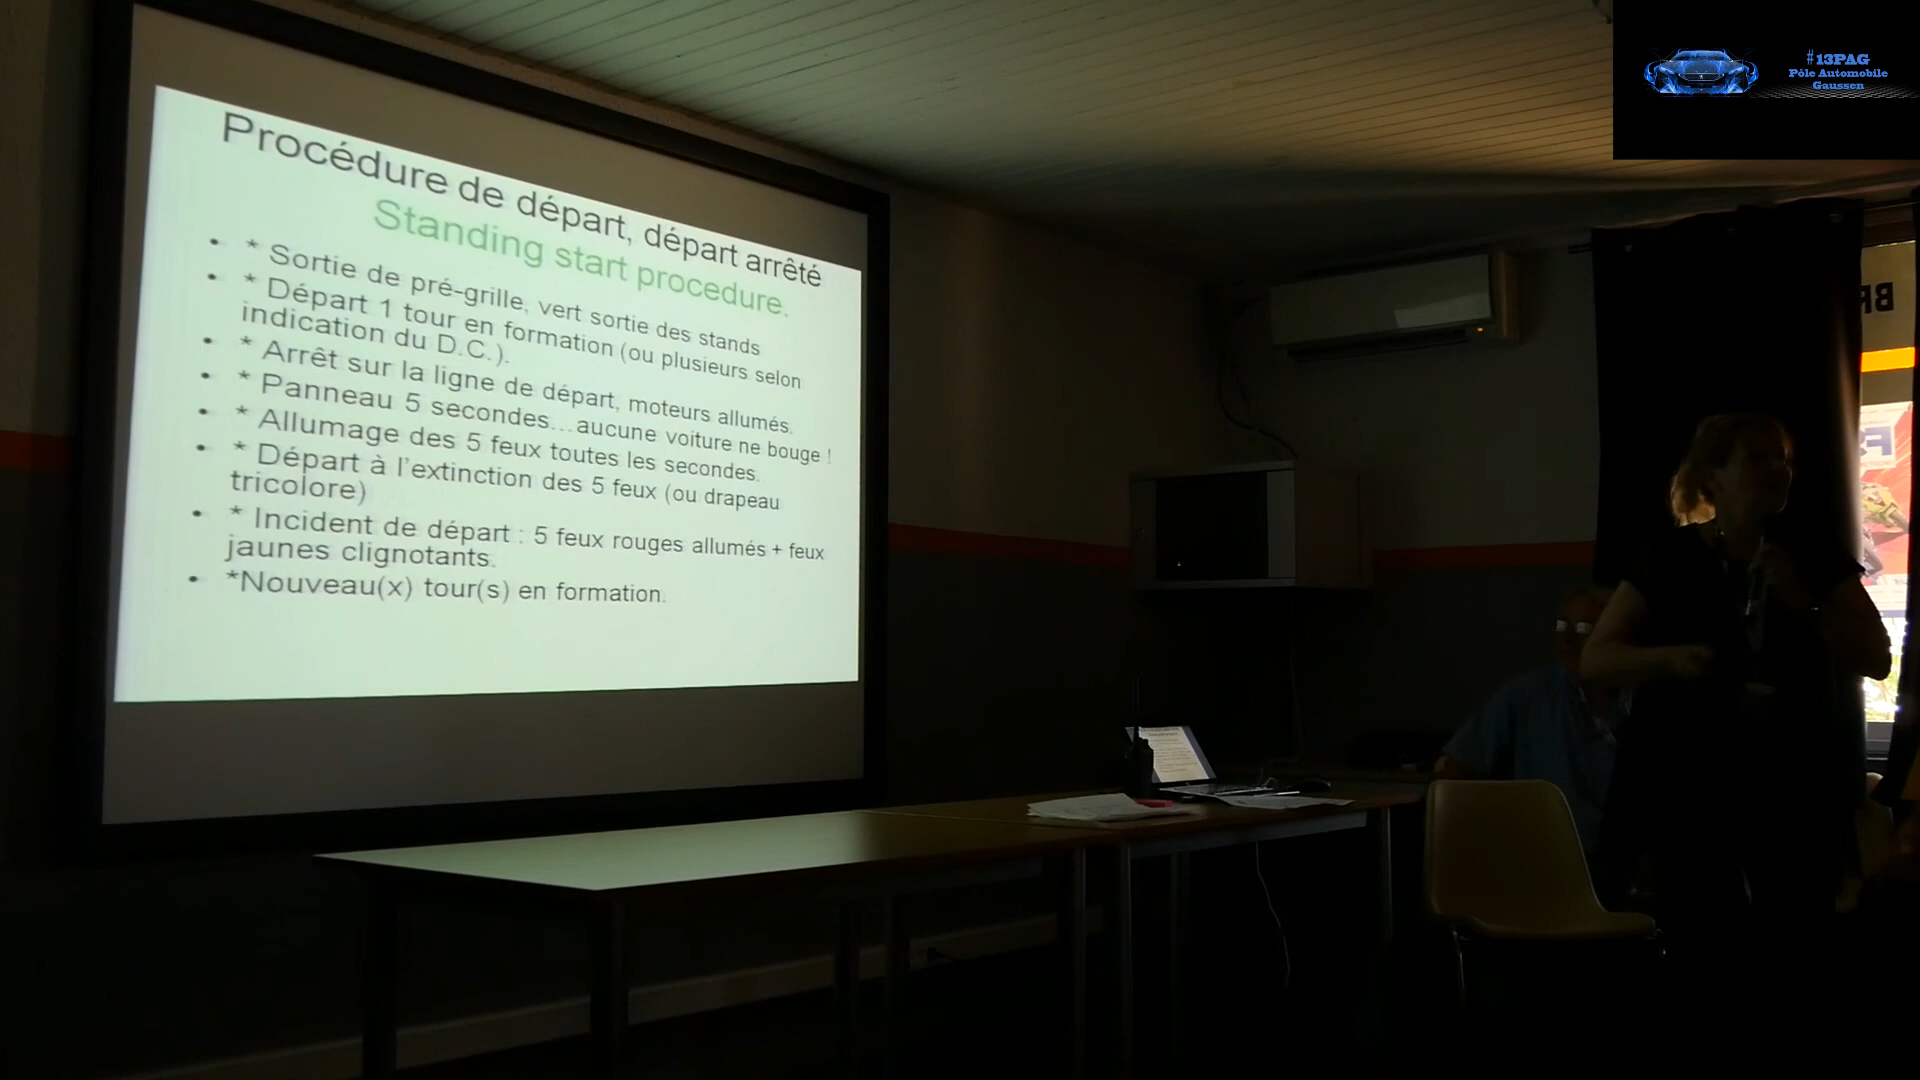 #13PAG
Pôle Automobile
Gaussen
Procédure de départ, départ arrêté
Standing start procedure.
• * Sortie de pré-grille, vert sortie des stands
• * Départ 1 tour en formation (ou plusieurs selon
indication du D.C.).
• * Arrêt sur la ligne de départ, moteurs allumés.
• * Panneau 5 secondes…aucune voiture ne bouge !
• * Allumage des 5 feux toutes les secondes.
• * Départ à l'extinction des 5 feux (ou drapeau
tricolore)
• * Incident de départ : 5 feux rouges allumés + feux
jaunes clignotants.
• *Nouveau(x) tour(s) en formation.